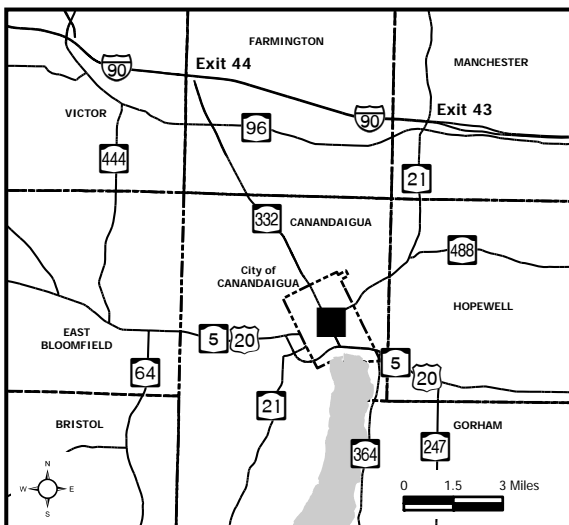 FARMINGTON
MANCHESTER
Exit 44
90
Exit 43
VICTOR
96
90
444
21
332
CANANDAIGUA
488
City of
CANANDAIGUA
HOPEWELL
EAST
BLOOMFIELD
5
20
5
20
64
21
BRISTOL
GORHAM
364
247
N
W
E
S
0 1.5 3 Miles